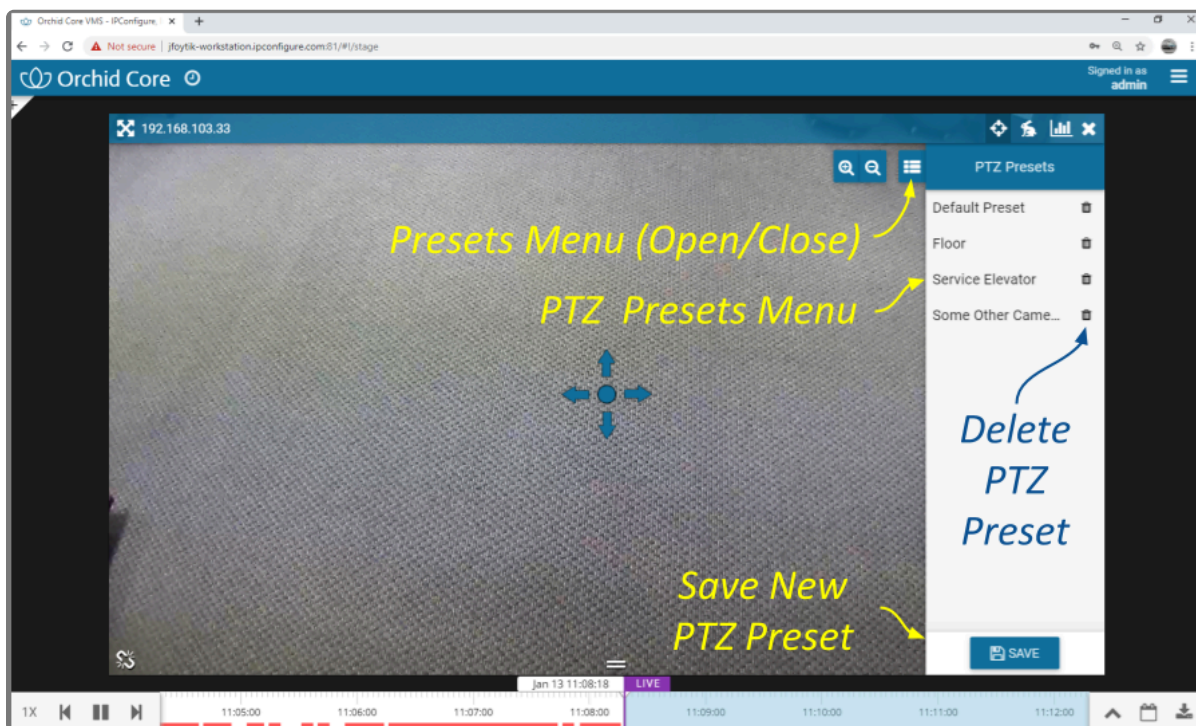 Orchid Core VMS - IPConfigure,
Not secure | jfoytik-workstation.ipconfigure.com:81/#!/stage
Orchid Core
Signed in as
admin
192.168.103.33
PTZ Presets
Default Preset
Floor
Service Elevator
Some Other Came...
Presets Menu (Open/Close)
PTZ Presets Menu
Delete
PTZ
Preset
Save New
PTZ Preset
SAVE
Jan 13 11:08:18
LIVE
1X
11:05:00
11:06:00
11:07:00
11:08:00
11:09:00
11:10:00
11:11:00
11:12:00